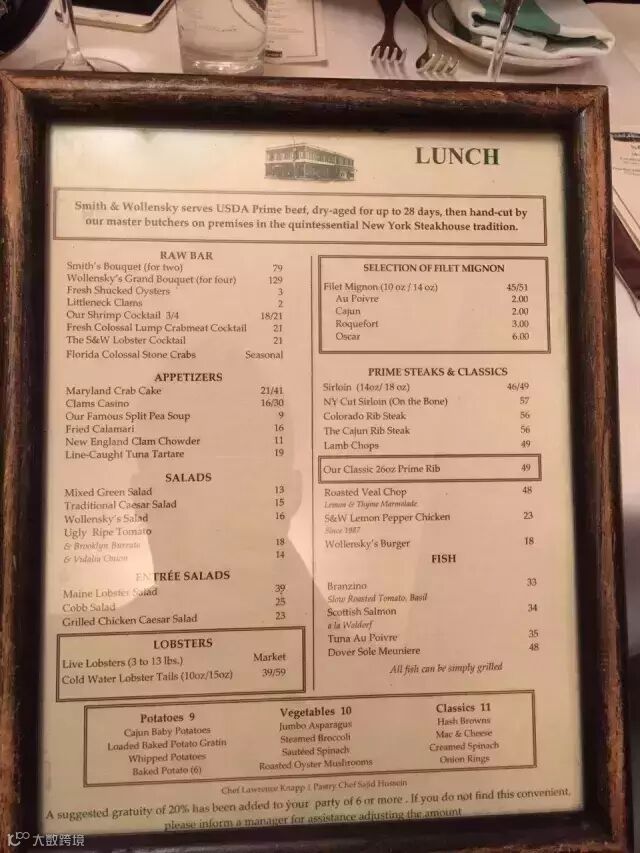 LUNCH
Smith & Wollensky serves USDA Prime beef, dry-aged for up to 28 days, then hand-cut by
our master butchers on premises in the quintessential New York Steakhouse tradition.
RAW BAR
Smith's Bouquet (for two) 79
Wollensky's Grand Bouquet (for four) 129
Fresh Shucked Oysters 3
Littleneck Clams 2
Our Shrimp Cocktail 3/4 18/21
Fresh Colossal Lump Crabmeat Cocktail 21
The S&W Lobster Cocktail 21
Florida Colossal Stone Crabs Seasonal
APPETIZERS
Maryland Crab Cake 21/41
Clams Casino 16/30
Our Famous Split Pea Soup 9
Fried Calamari 16
New England Clam Chowder 11
Line-Caught Tuna Tartare 19
SALADS
Mixed Green Salad 13
Traditional Caesar Salad 15
Wollensky's Salad 16
Ugly Ripe Tomato
& Brooklyn Burrata 18
& Vidalia Onion 14
ENTRÉE SALADS
Maine Lobster Salad 39
Cobb Salad 25
Grilled Chicken Caesar Salad 23
LOBSTERS
Live Lobsters (3 to 13 lbs.) Market
Cold Water Lobster Tails (10oz/15oz) 39/59
SELECTION OF FILET MIGNON
Filet Mignon (10 oz / 14 oz) 45/51
Au Poivre 2.00
Cajun 2.00
Roquefort 3.00
Oscar 6.00
PRIME STEAKS & CLASSICS
Sirloin (14oz/ 18 oz) 46/49
NY Cut Sirloin (On the Bone) 57
Colorado Rib Steak 56
The Cajun Rib Steak 56
Lamb Chops 49
Our Classic 26oz Prime Rib 49
Roasted Veal Chop 48
Lemon & Thyme Marmalade
S&W Lemon Pepper Chicken 23
Since 1987
Wollensky's Burger 18
FISH
Branzino 33
Slow Roasted Tomato, Basil
Scottish Salmon 34
a la Waldorf
Tuna Au Poivre 35
Dover Sole Meuniere 48
All fish can be simply grilled
Potatoes 9
Cajun Baby Potatoes
Loaded Baked Potato Gratin
Whipped Potatoes
Baked Potato (6)
Vegetables 10
Jumbo Asparagus
Steamed Broccoli
Sautéed Spinach
Roasted Oyster Mushrooms
Classics 11
Hash Browns
Mac & Cheese
Creamed Spinach
Onion Rings
Chef Lawrence Knapp | Pastry Chef Sajid Hussein
A suggested gratuity of 20% has been added to your party of 6 or more . If you do not find this convenient,
please inform a manager for assistance adjusting the amount
大数跨境